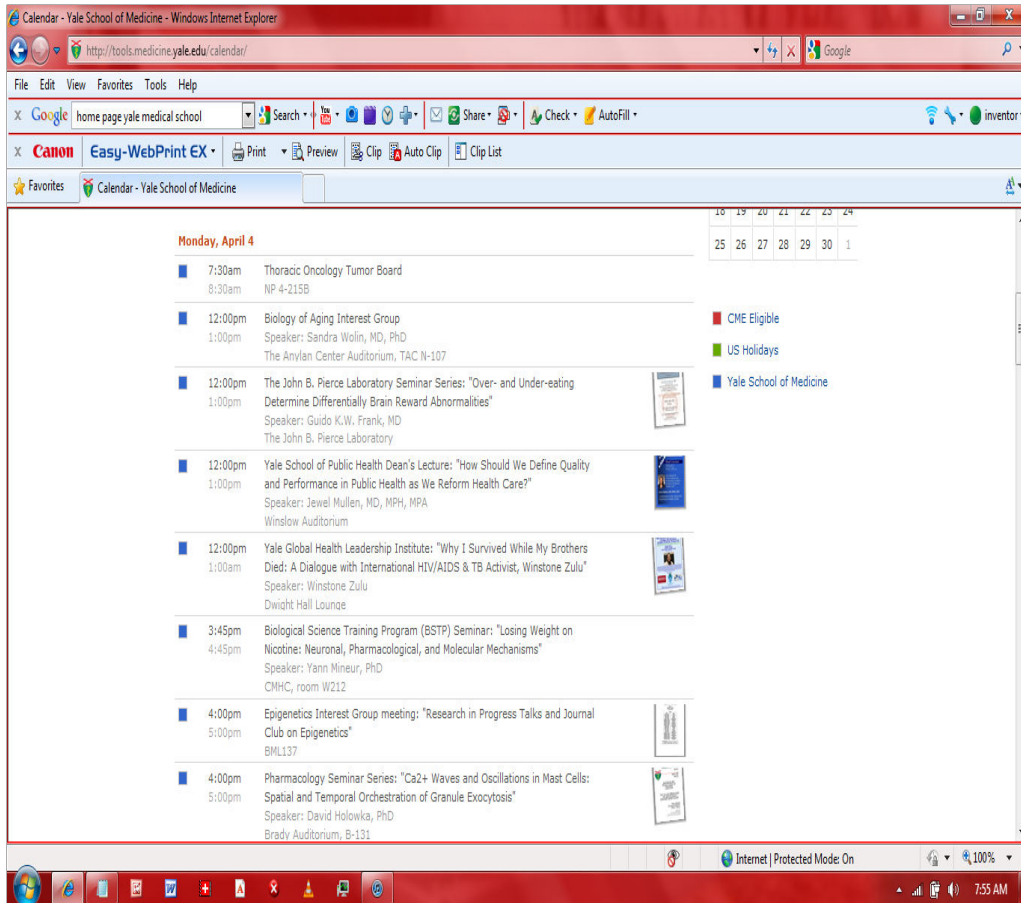 Calendar - Yale School of Medicine - Windows Internet Explorer
http://tools.medicine.yale.edu/calendar/
Google
File Edit View Favorites Tools Help
x Google home page yale medical school Search Share Check AutoFill inventor
x Canon Easy-WebPrint EX Print Preview Clip Auto Clip Clip List
Favorites Calendar - Yale School of Medicine
18 19 20 21 22 23 24
25 26 27 28 29 30 1
Monday, April 4
7:30am Thoracic Oncology Tumor Board
8:30am NP 4-215B
12:00pm Biology of Aging Interest Group
1:00pm Speaker: Sandra Wolin, MD, PhD
The Anylan Center Auditorium, TAC N-107
12:00pm The John B. Pierce Laboratory Seminar Series: "Over- and Under-eating
1:00pm Determine Differentially Brain Reward Abnormalities"
Speaker: Guido K.W. Frank, MD
The John B. Pierce Laboratory
12:00pm Yale School of Public Health Dean's Lecture: "How Should We Define Quality
1:00pm and Performance in Public Health as We Reform Health Care?"
Speaker: Jewel Mullen, MD, MPH, MPA
Winslow Auditorium
12:00pm Yale Global Health Leadership Institute: "Why I Survived While My Brothers
1:00am Died: A Dialogue with International HIV/AIDS & TB Activist, Winstone Zulu"
Speaker: Winstone Zulu
Dwight Hall Lounge
3:45pm Biological Science Training Program (BSTP) Seminar: "Losing Weight on
4:45pm Nicotine: Neuronal, Pharmacological, and Molecular Mechanisms"
Speaker: Yann Mineur, PhD
CMHC, room W212
4:00pm Epigenetics Interest Group meeting: "Research in Progress Talks and Journal
5:00pm Club on Epigenetics"
BML137
4:00pm Pharmacology Seminar Series: "Ca2+ Waves and Oscillations in Mast Cells:
5:00pm Spatial and Temporal Orchestration of Granule Exocytosis"
Speaker: David Holowka, PhD
Brady Auditorium, B-131
CME Eligible
US Holidays
Yale School of Medicine
Internet | Protected Mode: On 100%
7:55 AM